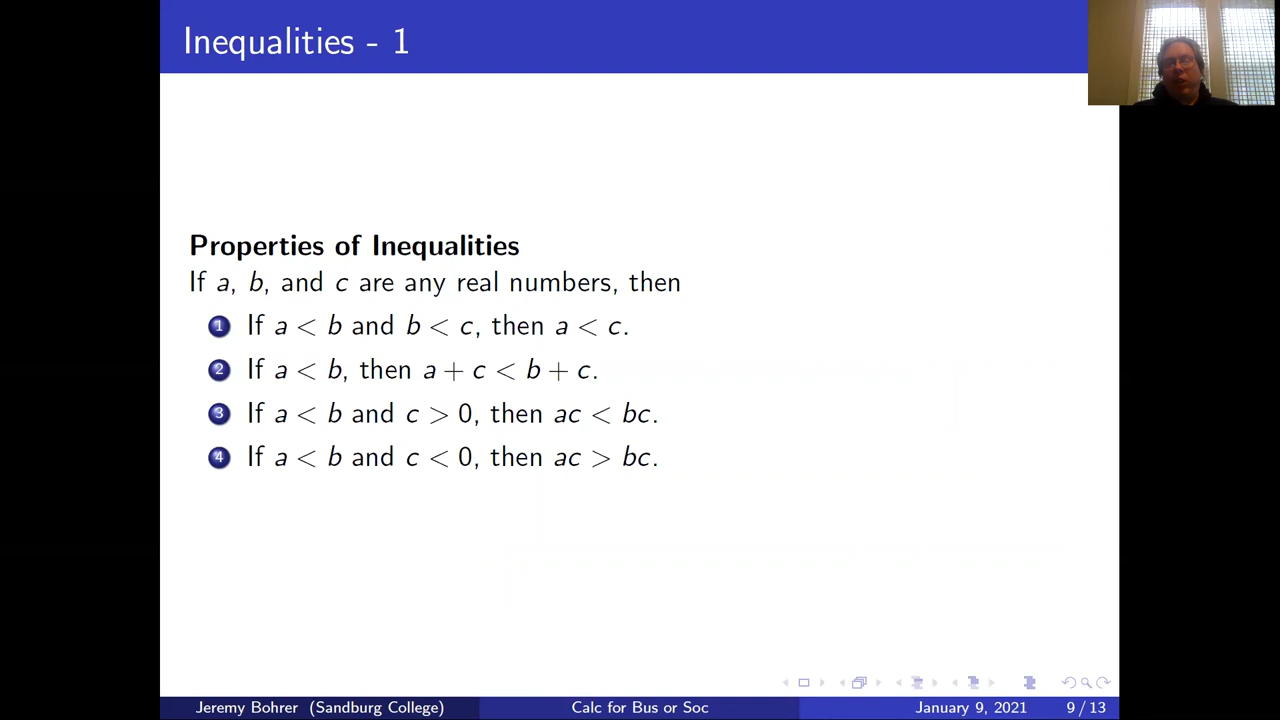 Inequalities - 1
Properties of Inequalities
If a, b, and c are any real numbers, then
1 If a < b and b < c, then a < c.
2 If a < b, then a + c < b + c.
3 If a < b and c > 0, then ac < bc.
4 If a < b and c < 0, then ac > bc.
Jeremy Bohrer (Sandburg College) Calc for Bus or Soc January 9, 2021 9 / 13